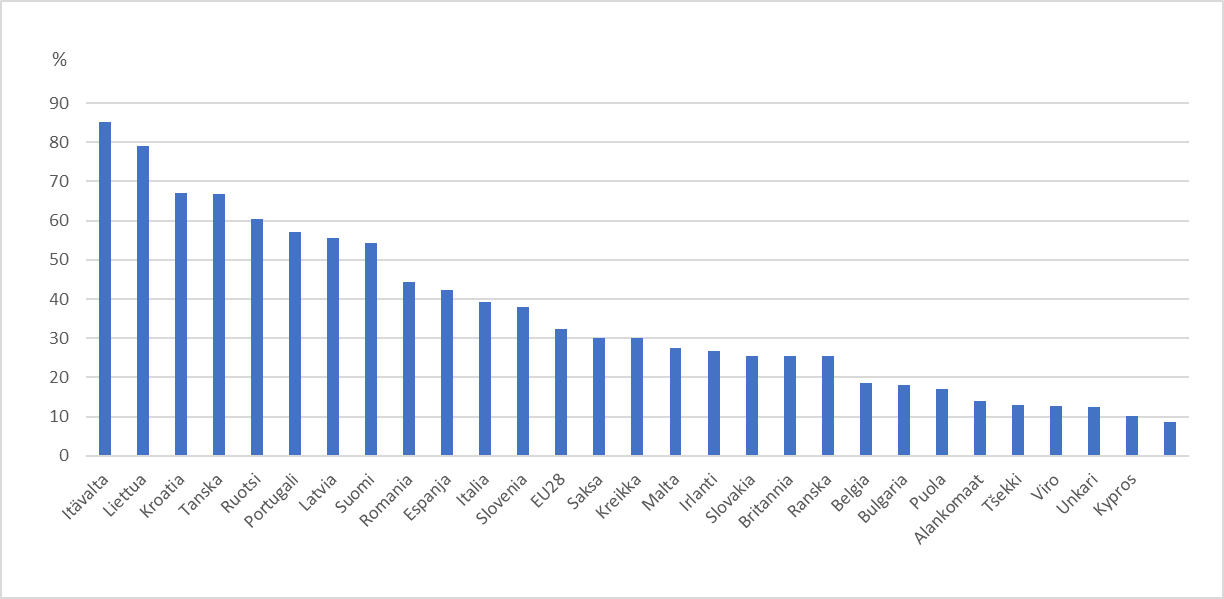 %
90
80
70
60
50
40
30
20
10
0
Itävalta
Liettua
Kroatia
Tanska
Ruotsi
Portugali
Latvia
Suomi
Romania
Espanja
Italia
Slovenia
EU28
Saksa
Kreikka
Malta
Irlanti
Slovakia
Britannia
Ranska
Belgia
Bulgaria
Puola
Alankomaat
Tšekki
Viro
Unkari
Kypros